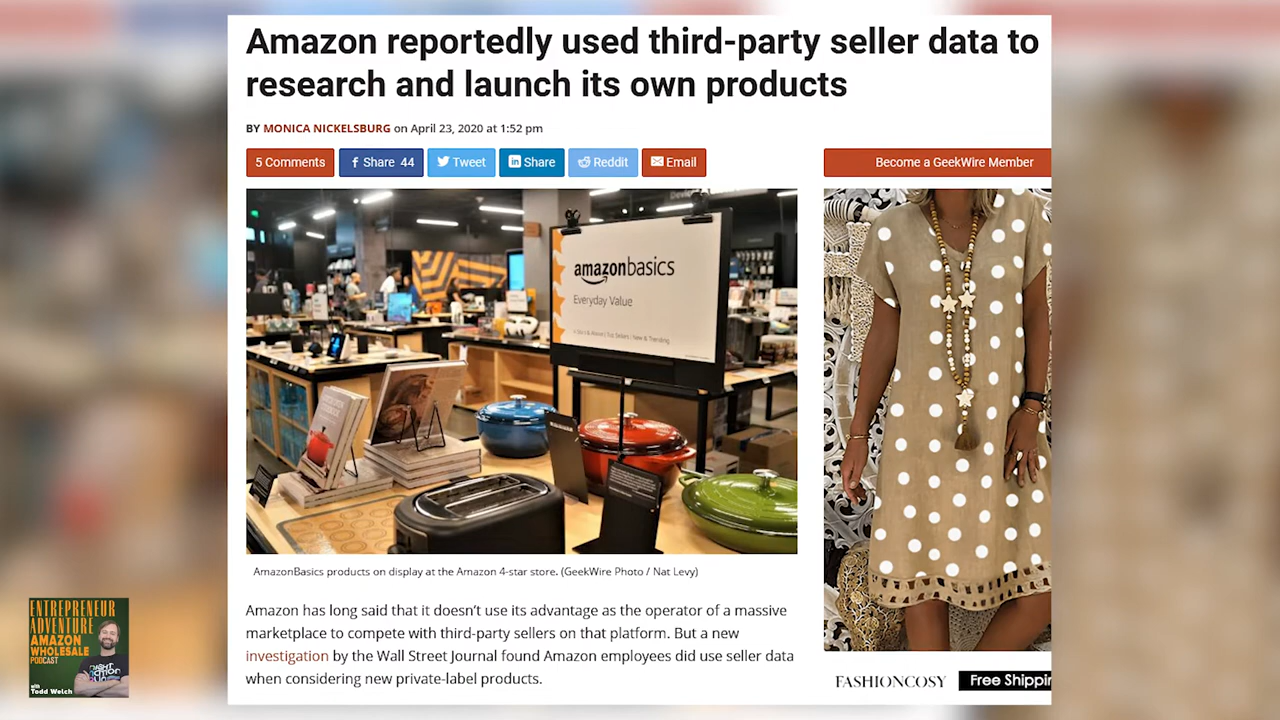 Amazon reportedly used third-party seller data to
research and launch its own products
BY MONICA NICKELSBURG on April 23, 2020 at 1:52 pm
5 Comments
Share 44
Tweet
Share
Reddit
Email
Become a GeekWire Member
amazonbasics
Everyday Value
AmazonBasics products on display at the Amazon 4-star store. (GeekWire Photo / Nat Levy)
Amazon has long said that it doesn't use its advantage as the operator of a massive
marketplace to compete with third-party sellers on that platform. But a new
investigation by the Wall Street Journal found Amazon employees did use seller data
when considering new private-label products.
FASHIONCOSY
Free Shippin
ENTREPRENEUR
ADVENTURE
AMAZON
WHOLESALE
PODCAST
with
Todd Welch